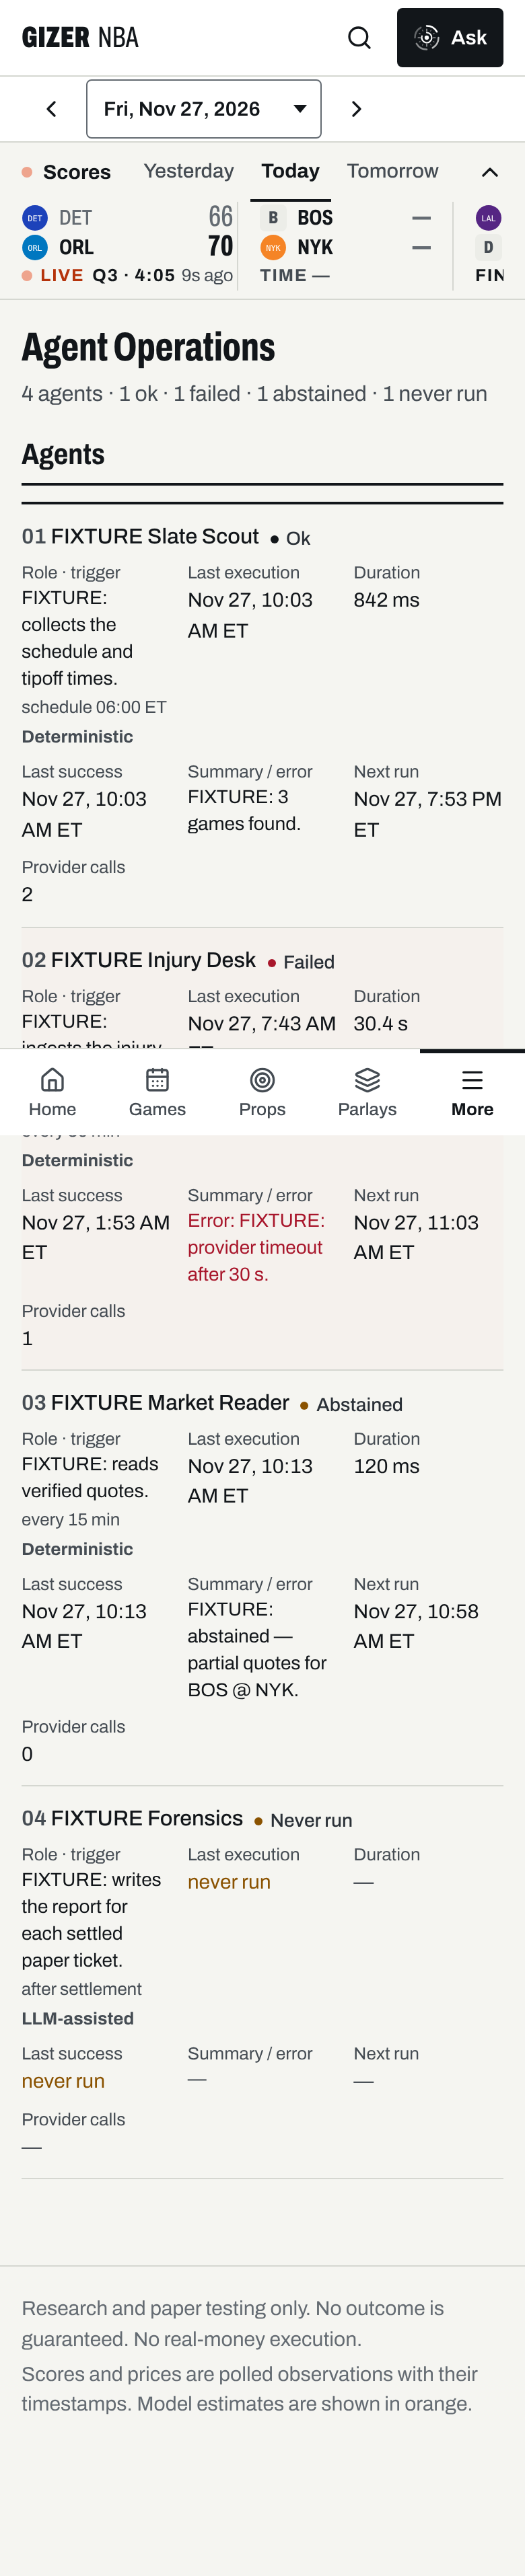 GIZER NBA
Ask
Fri, Nov 27, 2026
Scores Yesterday Today Tomorrow
DET DET 66 B BOS — LAL
ORL ORL 70 NYK NYK — D
LIVE Q3 · 4:05 9s ago TIME — FIN
Agent Operations
4 agents · 1 ok · 1 failed · 1 abstained · 1 never run
Agents
01 FIXTURE Slate Scout Ok
Role · trigger Last execution Duration
FIXTURE: Nov 27, 10:03 842 ms
collects the AM ET
schedule and
tipoff times.
schedule 06:00 ET
Deterministic
Last success Summary / error Next run
Nov 27, 10:03 FIXTURE: 3 Nov 27, 7:53 PM
AM ET games found. ET
Provider calls
2
02 FIXTURE Injury Desk Failed
Role · trigger Last execution Duration
FIXTURE: Nov 27, 7:43 AM 30.4 s
ingests the injury
Home Games Props Parlays More
Deterministic
Last success Summary / error Next run
Nov 27, 1:53 AM Error: FIXTURE: Nov 27, 11:03
ET provider timeout AM ET
after 30 s.
Provider calls
1
03 FIXTURE Market Reader Abstained
Role · trigger Last execution Duration
FIXTURE: reads Nov 27, 10:13 120 ms
verified quotes. AM ET
every 15 min
Deterministic
Last success Summary / error Next run
Nov 27, 10:13 FIXTURE: Nov 27, 10:58
AM ET abstained — AM ET
partial quotes for
BOS @ NYK.
Provider calls
0
04 FIXTURE Forensics Never run
Role · trigger Last execution Duration
FIXTURE: writes never run —
the report for
each settled
paper ticket.
after settlement
LLM-assisted
Last success Summary / error Next run
never run — —
Provider calls
—
Research and paper testing only. No outcome is
guaranteed. No real-money execution.
Scores and prices are polled observations with their
timestamps. Model estimates are shown in orange.